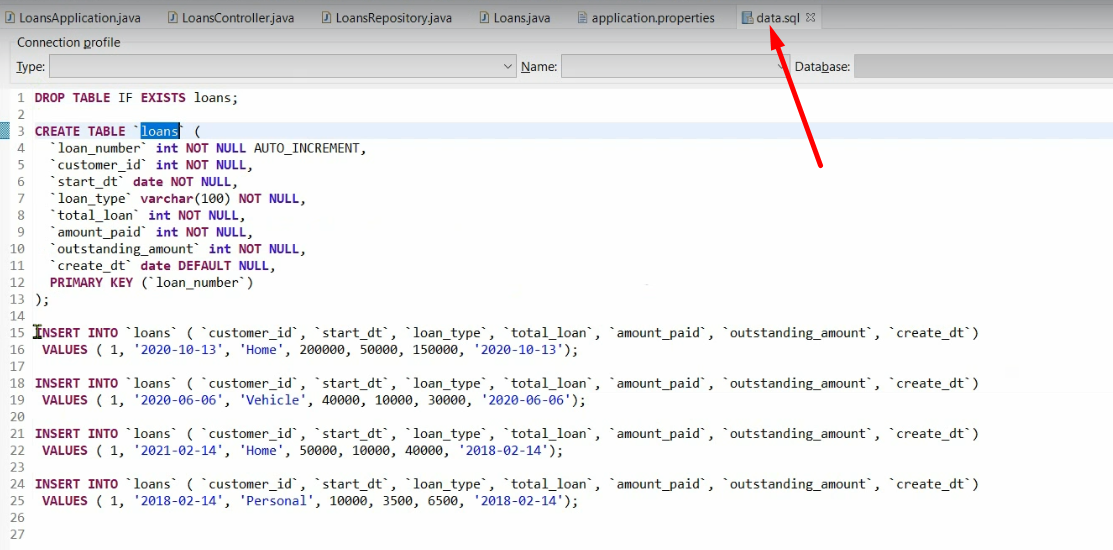 LoansApplication.java LoansController.java LoansRepository.java Loans.java application.properties data.sql
Connection profile
Type: Name: Database:
1 DROP TABLE IF EXISTS loans;
2
3 CREATE TABLE `loans` (
4 `loan_number` int NOT NULL AUTO_INCREMENT,
5 `customer_id` int NOT NULL,
6 `start_dt` date NOT NULL,
7 `loan_type` varchar(100) NOT NULL,
8 `total_loan` int NOT NULL,
9 `amount_paid` int NOT NULL,
10 `outstanding_amount` int NOT NULL,
11 `create_dt` date DEFAULT NULL,
12 PRIMARY KEY (`loan_number`)
13 );
14
15 INSERT INTO `loans` ( `customer_id`, `start_dt`, `loan_type`, `total_loan`, `amount_paid`, `outstanding_amount`, `create_dt`)
16 VALUES ( 1, '2020-10-13', 'Home', 200000, 50000, 150000, '2020-10-13');
17
18 INSERT INTO `loans` ( `customer_id`, `start_dt`, `loan_type`, `total_loan`, `amount_paid`, `outstanding_amount`, `create_dt`)
19 VALUES ( 1, '2020-06-06', 'Vehicle', 40000, 10000, 30000, '2020-06-06');
20
21 INSERT INTO `loans` ( `customer_id`, `start_dt`, `loan_type`, `total_loan`, `amount_paid`, `outstanding_amount`, `create_dt`)
22 VALUES ( 1, '2021-02-14', 'Home', 50000, 10000, 40000, '2018-02-14');
23
24 INSERT INTO `loans` ( `customer_id`, `start_dt`, `loan_type`, `total_loan`, `amount_paid`, `outstanding_amount`, `create_dt`)
25 VALUES ( 1, '2018-02-14', 'Personal', 10000, 3500, 6500, '2018-02-14');
26
27